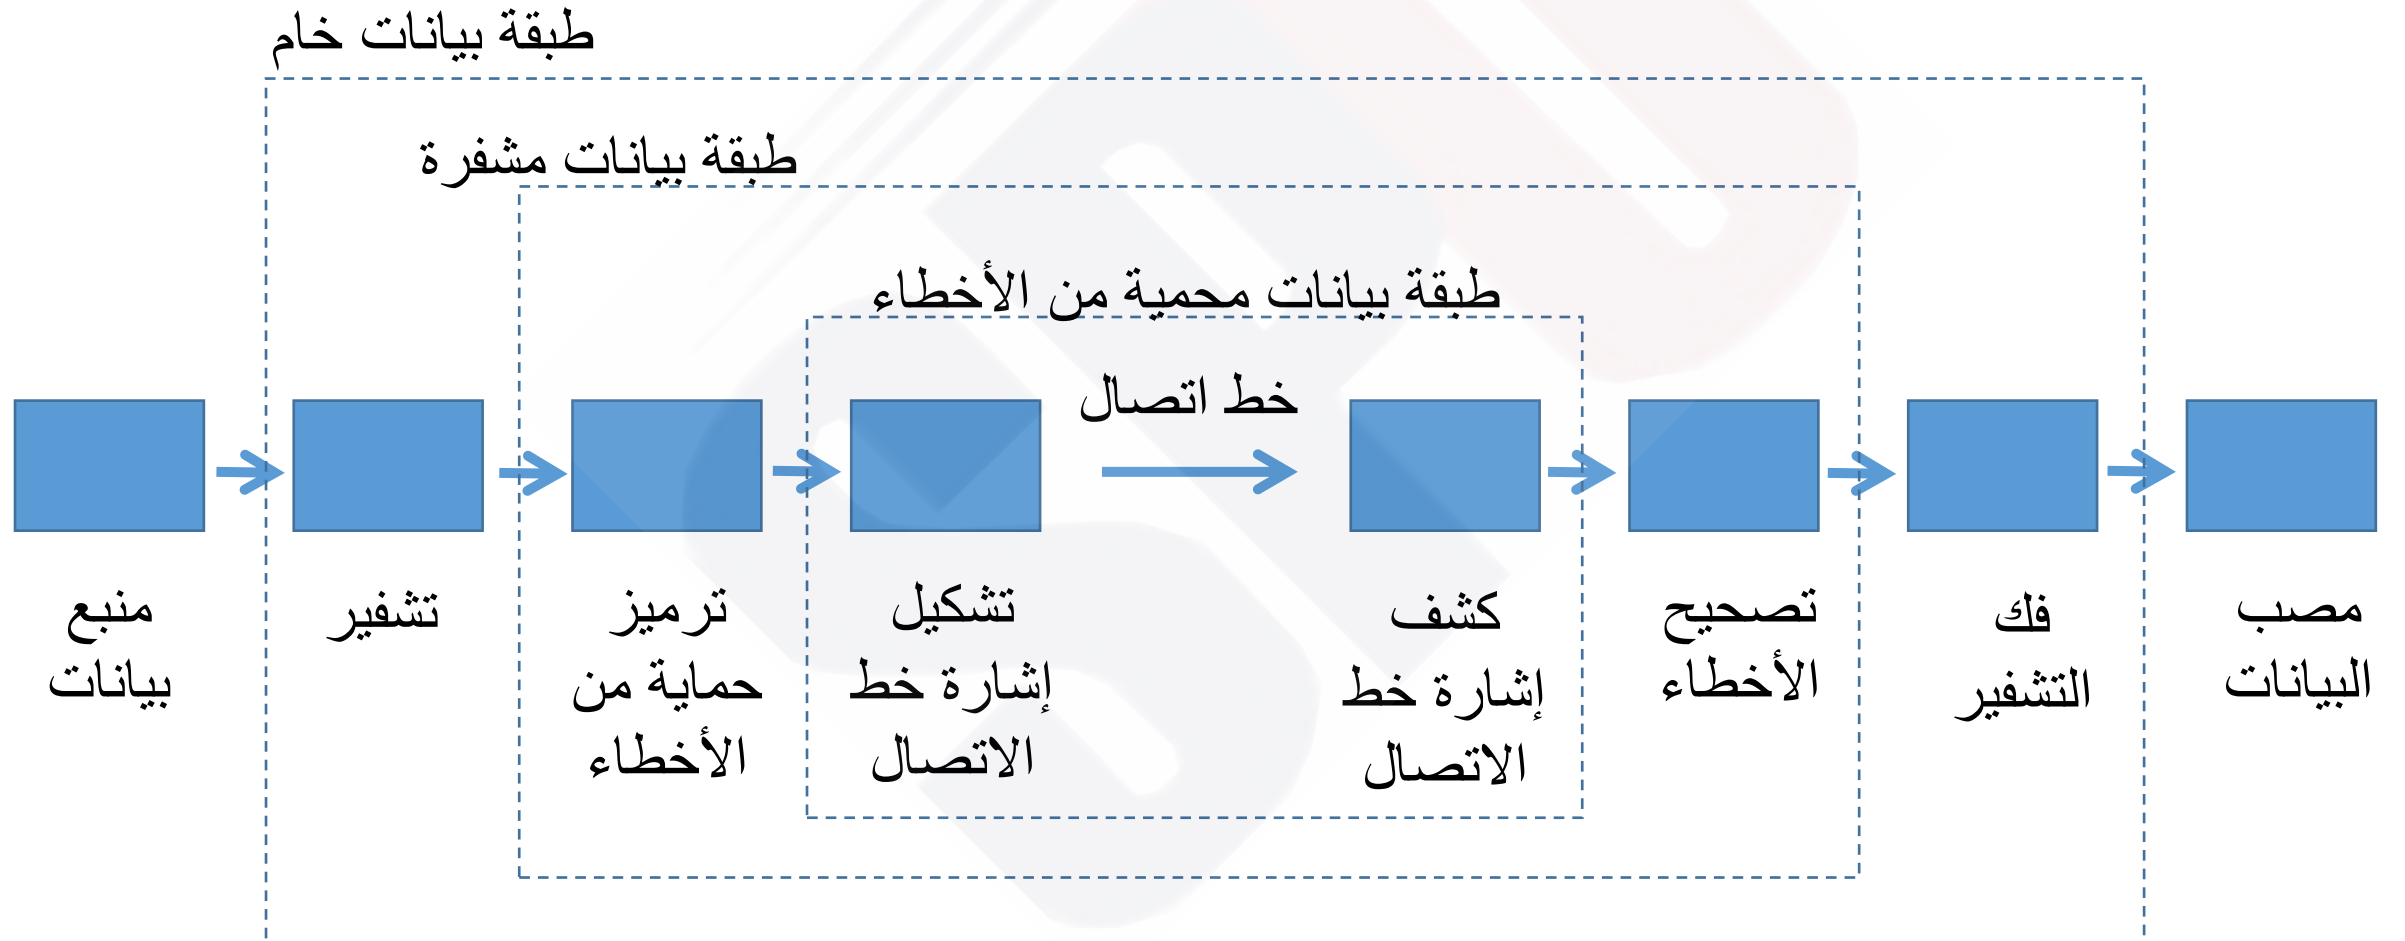 طبقة بيانات خام
طبقة بيانات مشفرة
طبقة بيانات محمية من الأخطاء
خط اتصال
منبع
بيانات
تشفير
ترميز
حماية من
الأخطاء
تشكيل
إشارة خط
الاتصال
كشف
إشارة خط
الاتصال
تصحيح
الأخطاء
فك
التشفير
مصب
البيانات